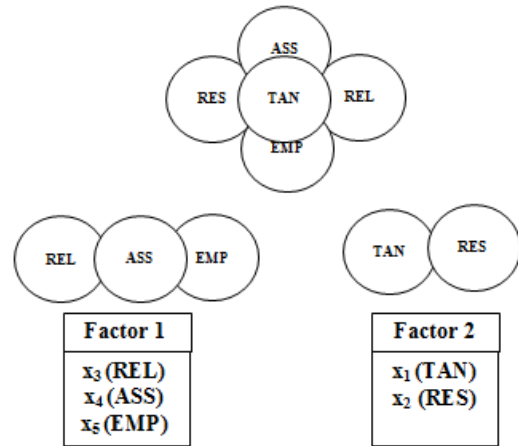 ASS
RES TAN REL
EMP
REL ASS EMP
TAN RES
Factor 1
x₃ (REL)
x₄ (ASS)
x₅ (EMP)
Factor 2
x₁ (TAN)
x₂ (RES)